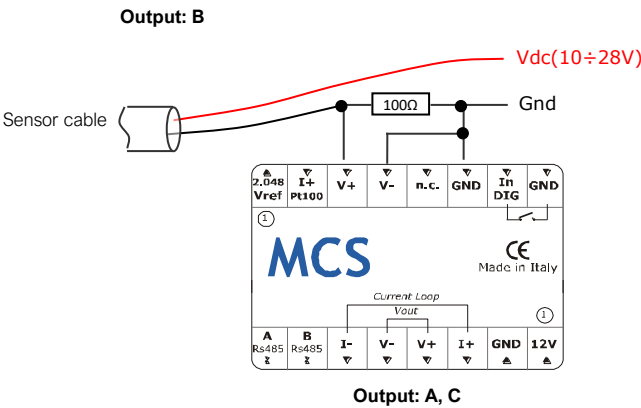 Output: B
Vdc(10÷28V)
Sensor cable
100Ω
Gnd
2.048 I+ V+ V- n.c. GND In GND
Vref Pt100 DIG
1
MCS
CE
Made in Italy
Current Loop
Vout
1
A B I- V- V+ I+ GND 12V
Rs485 Rs485
Output: A, C